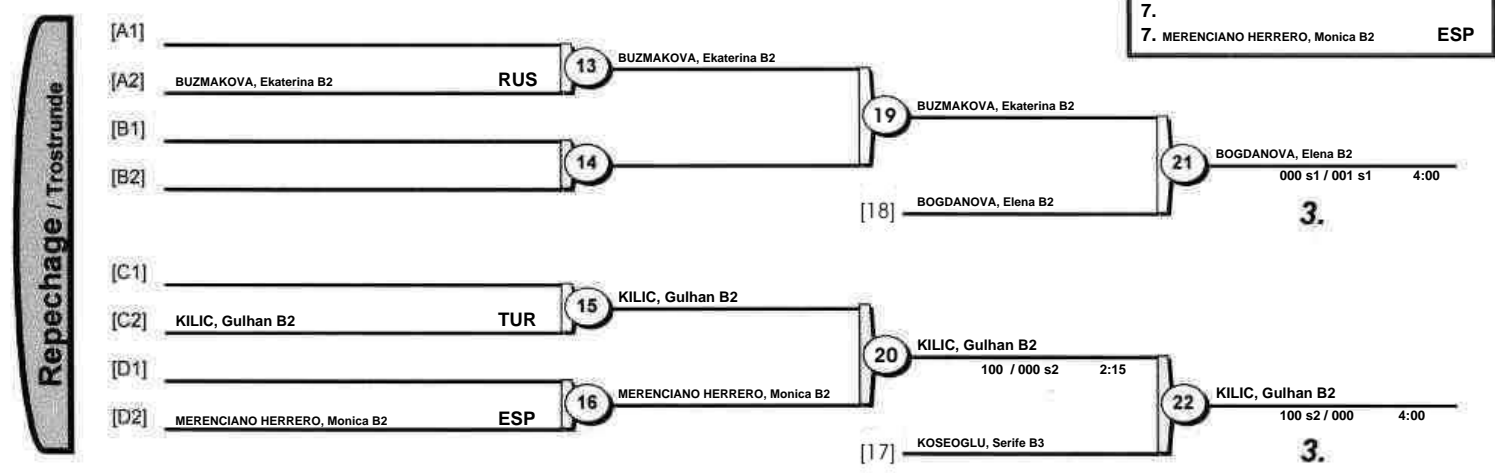 7.
7. MERENCIANO HERRERO, Monica B2 ESP
Repechage / Trostrunde
[A1]
[A2] BUZMAKOVA, Ekaterina B2 RUS
13 BUZMAKOVA, Ekaterina B2
[B1]
[B2]
14
19 BUZMAKOVA, Ekaterina B2
[18] BOGDANOVA, Elena B2
21 BOGDANOVA, Elena B2
000 s1 / 001 s1 4:00
3.
[C1]
[C2] KILIC, Gulhan B2 TUR
15 KILIC, Gulhan B2
[D1]
[D2] MERENCIANO HERRERO, Monica B2 ESP
16 MERENCIANO HERRERO, Monica B2
20 KILIC, Gulhan B2
100 / 000 s2 2:15
[17] KOSEOGLU, Serife B3
22 KILIC, Gulhan B2
100 s2 / 000 4:00
3.